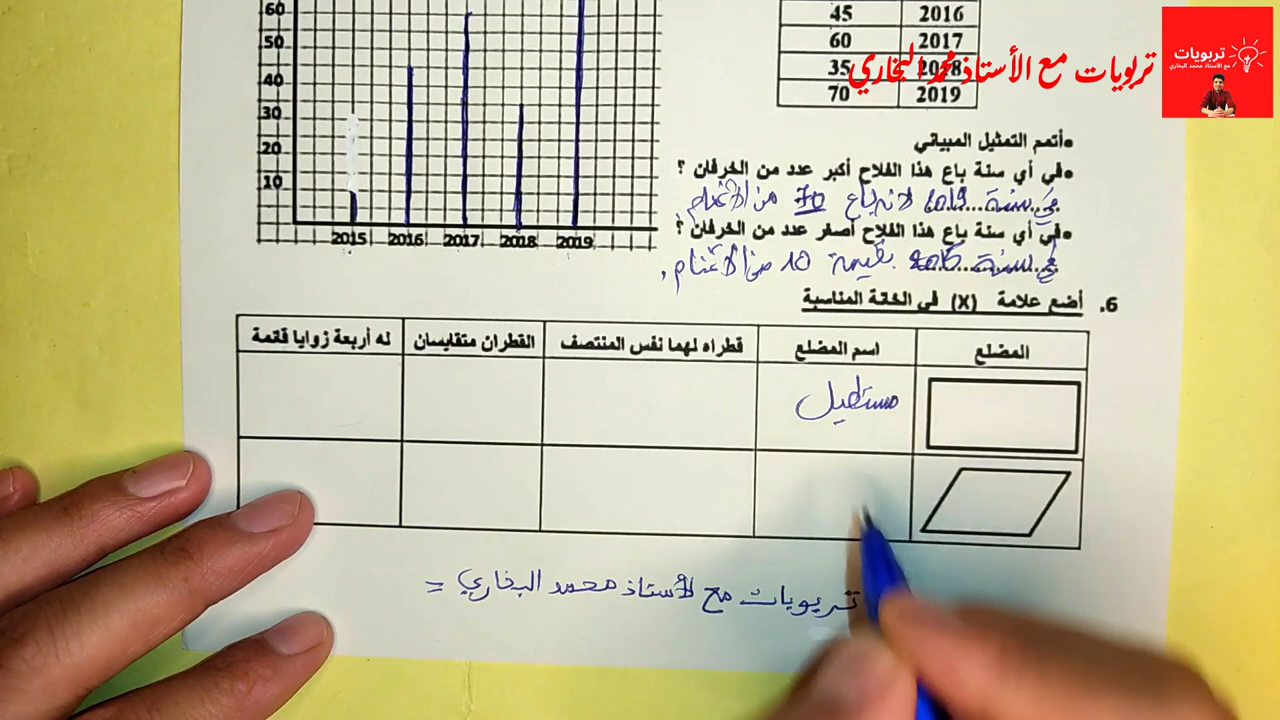 60
50
40
30
20
10
2015 2016 2017 2018 2019
45 2016
60 2017
35 2018
70 2019
تربويات مع الأستاذ محمد البخاري
تربويات
مع الأستاذ محمد البخاري
•أتمم التمثيل المبياني
•في أي سنة باع هذا الفلاح أكبر عدد من الخرفان ؟
في سنة 2019 لأنه باع 70 من الأغنام
•في أي سنة باع هذا الفلاح أصغر عدد من الخرفان ؟
في سنة بقيمة 10 من الأغنام.
6. أضع علامة (X) في الخانة المناسبة
المضلع اسم المضلع قطراه لهما نفس المنتصف القطران متقايسان له أربعة زوايا قائمة
مستطيل
تربويات مع الأستاذ محمد البخاري =